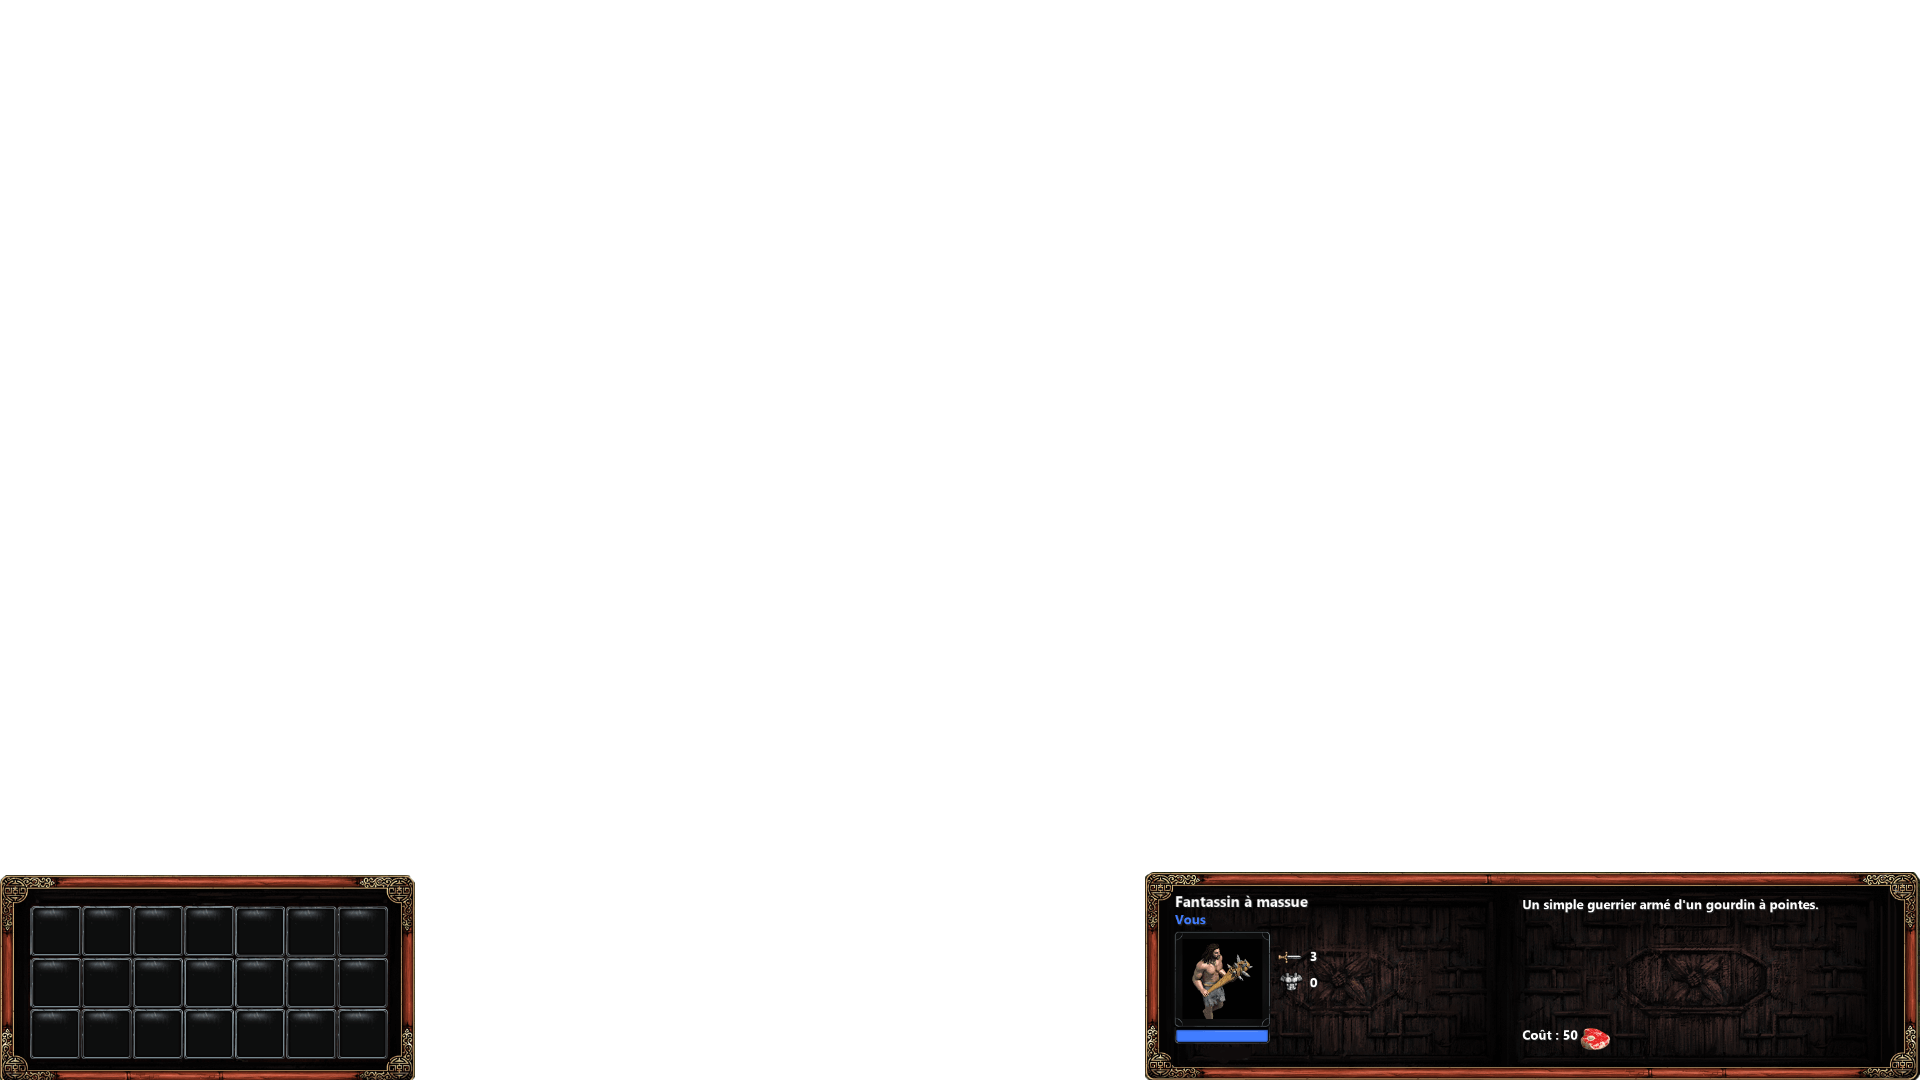 Fantassin à massue
Vous
3
0
Un simple guerrier armé d'un gourdin à pointes.
Coût : 50